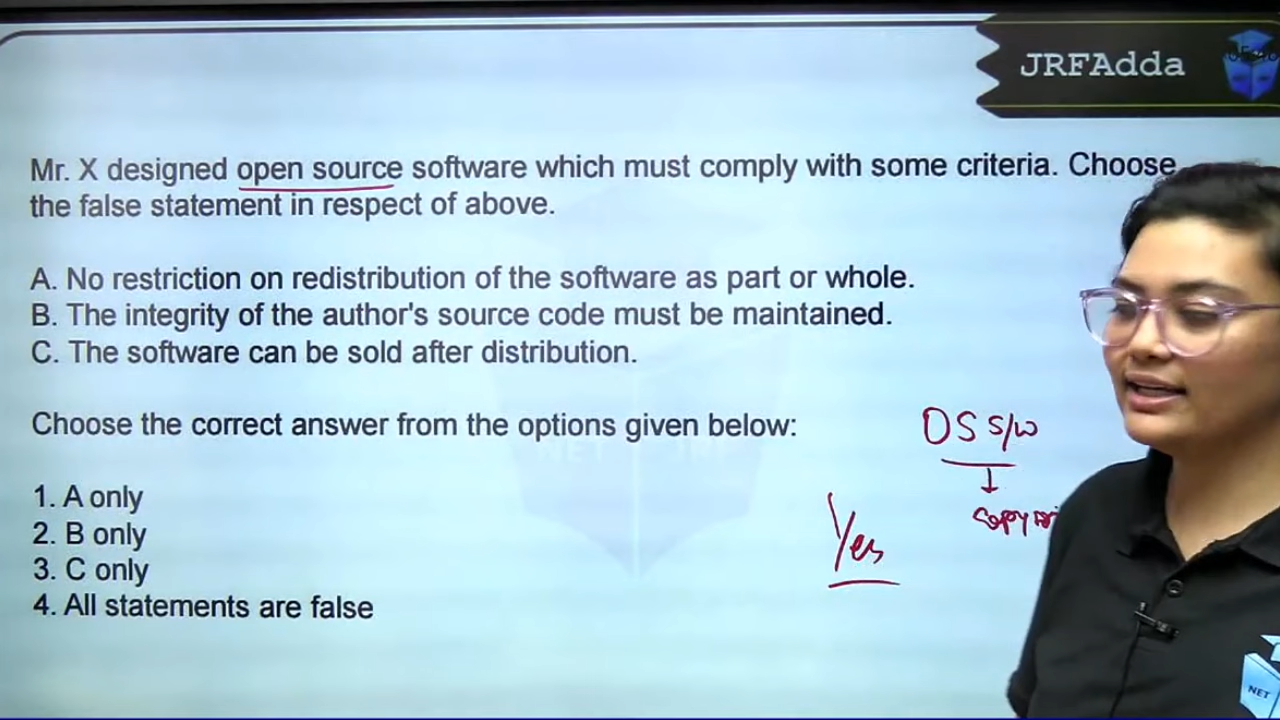 JRFAdda
Mr. X designed open source software which must comply with some criteria. Choose
the false statement in respect of above.
A. No restriction on redistribution of the software as part or whole.
B. The integrity of the author's source code must be maintained.
C. The software can be sold after distribution.
Choose the correct answer from the options given below:
OS S/W
1. A only
2. B only
Yes
3. C only
4. All statements are false
NET JRF
NET